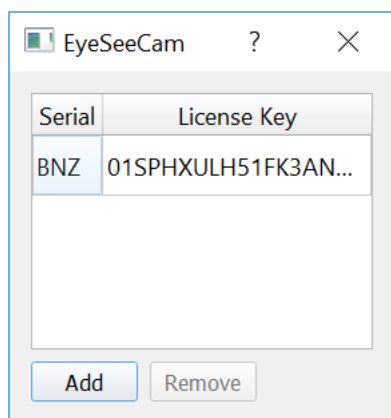 EyeSeeCam ?
Serial License Key
BNZ 01SPHXULH51FK3AN...
Add Remove